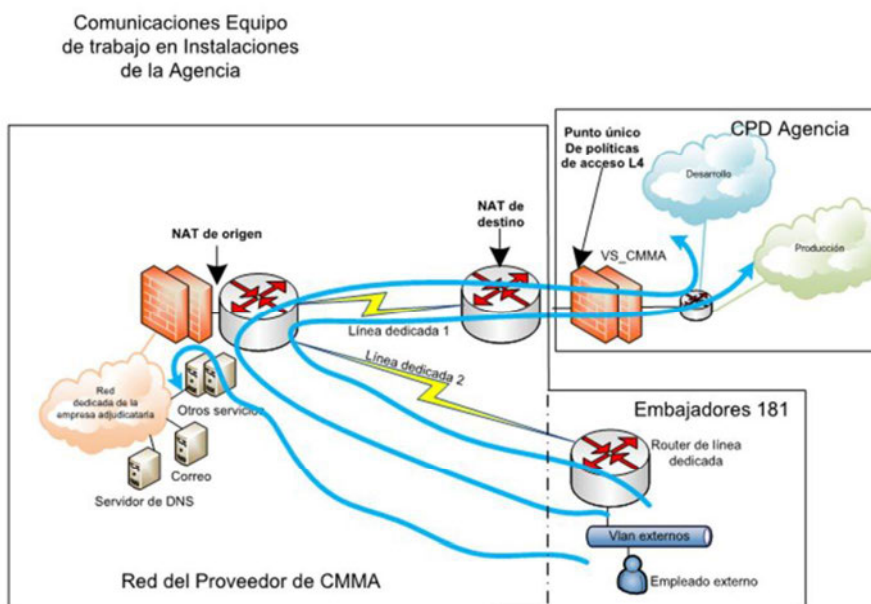 Comunicaciones Equipo
de trabajo en Instalaciones
de la Agencia
CPD Agencia
Punto único
De políticas
de acceso L4
Desarrollo
NAT de
destino
NAT de origen
VS_CMMA
Producción
Línea dedicada 1
Línea dedicada 2
Red
dedicada de la
empresa adjudicataria
Otros servicios
Correo
Servidor de DNS
Embajadores 181
Router de línea
dedicada
Vlan externos
Empleado externo
Red del Proveedor de CMMA